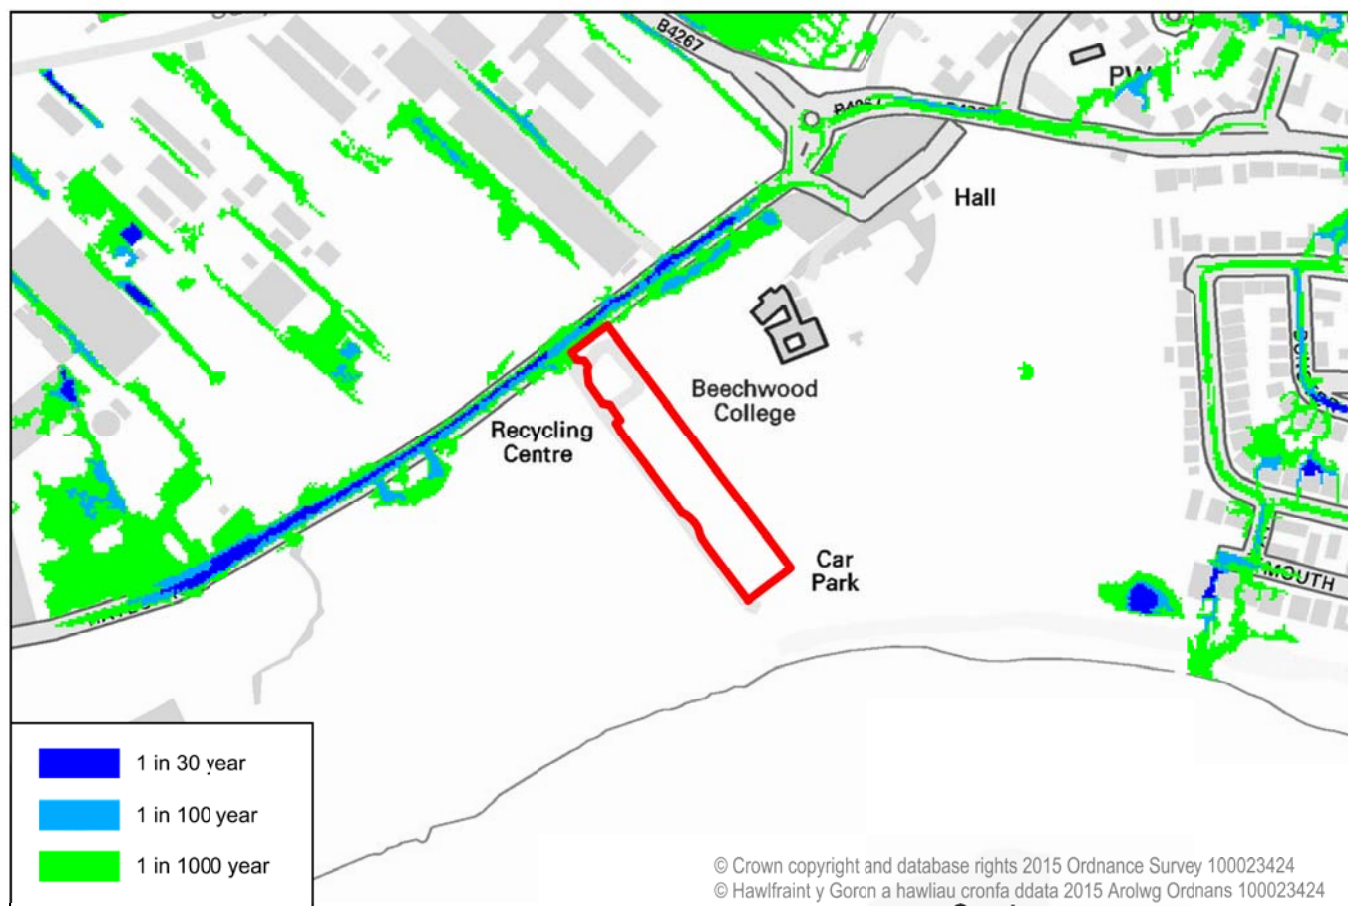 B4267
PW
Hall
Beechwood
College
Recycling
Centre
Car
Park
MOUTH
1 in 30 year
1 in 100 year
1 in 1000 year
© Crown copyright and database rights 2015 Ordnance Survey 100023424
© Hawlfraint y Goron a hawliau cronfa ddata 2015 Arolwg Ordnans 100023424